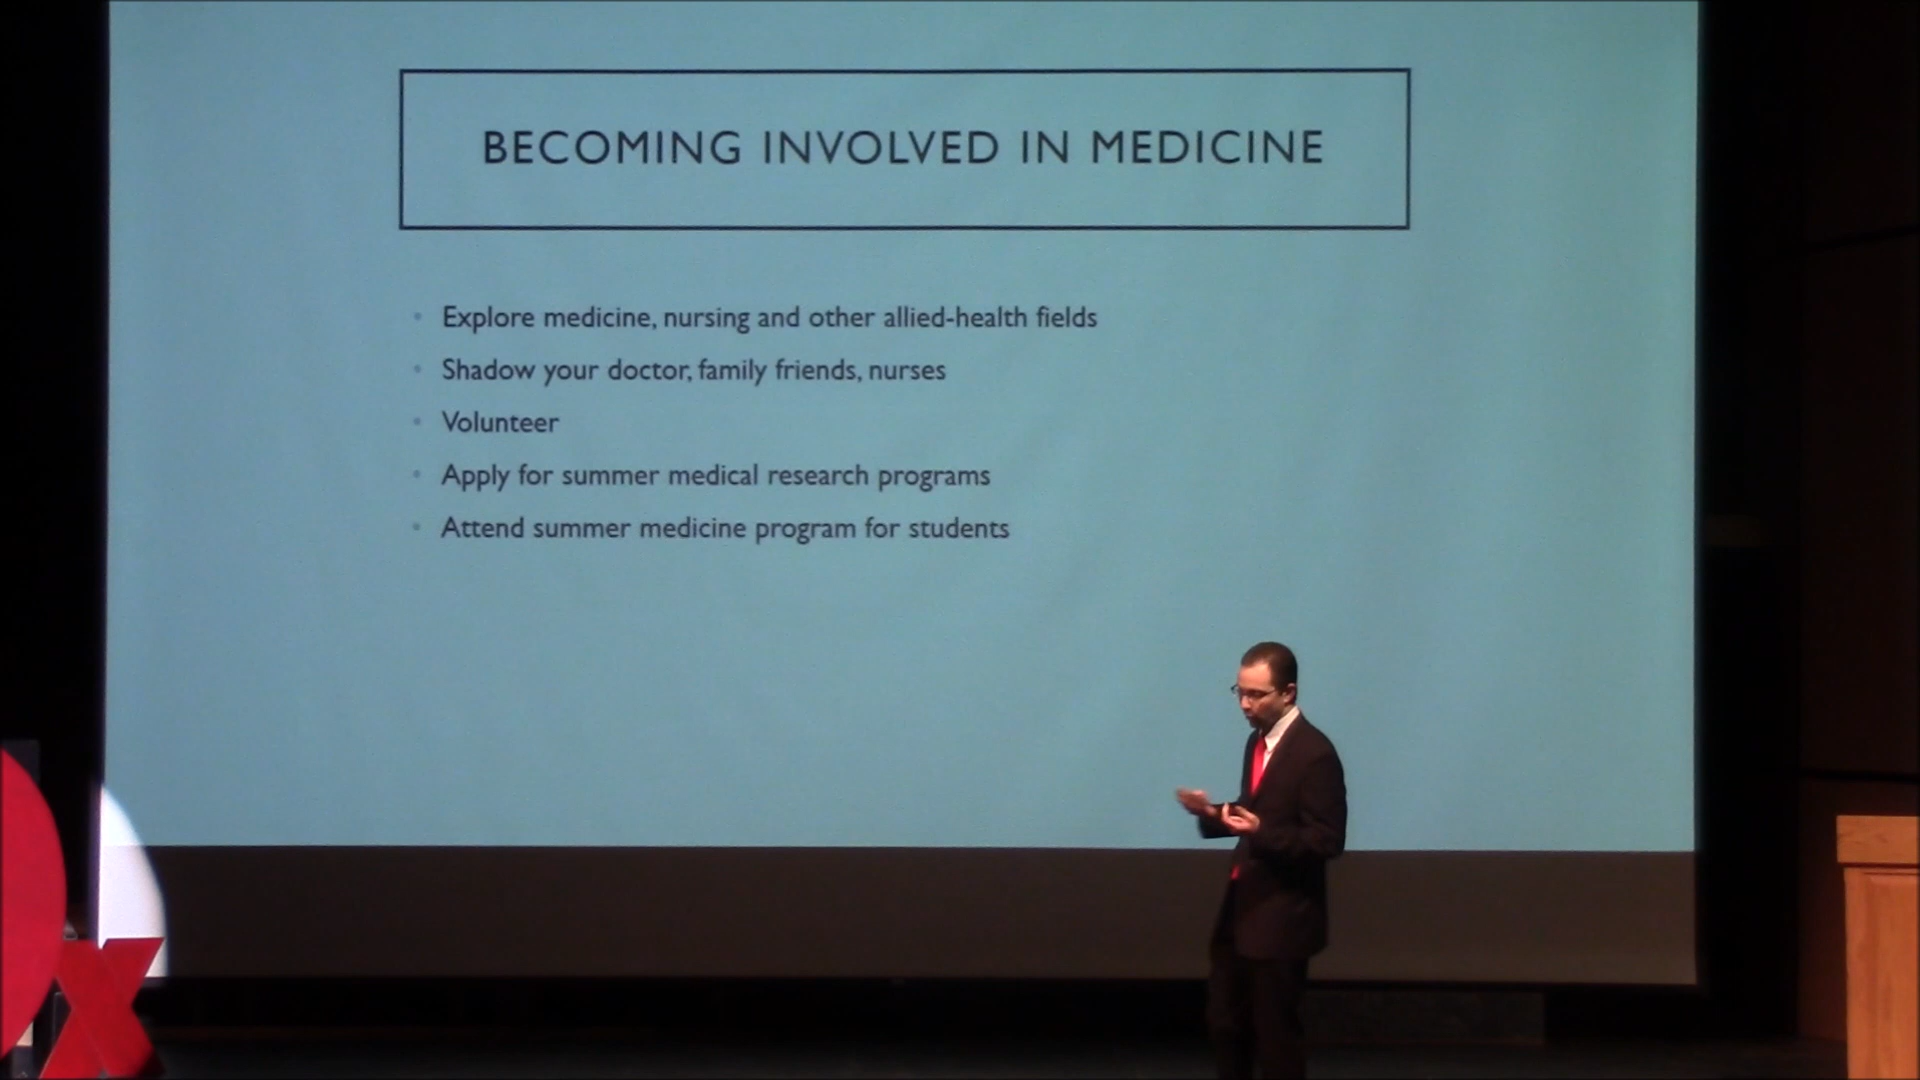 BECOMING INVOLVED IN MEDICINE
• Explore medicine, nursing and other allied-health fields
• Shadow your doctor, family friends, nurses
• Volunteer
• Apply for summer medical research programs
• Attend summer medicine program for students
x